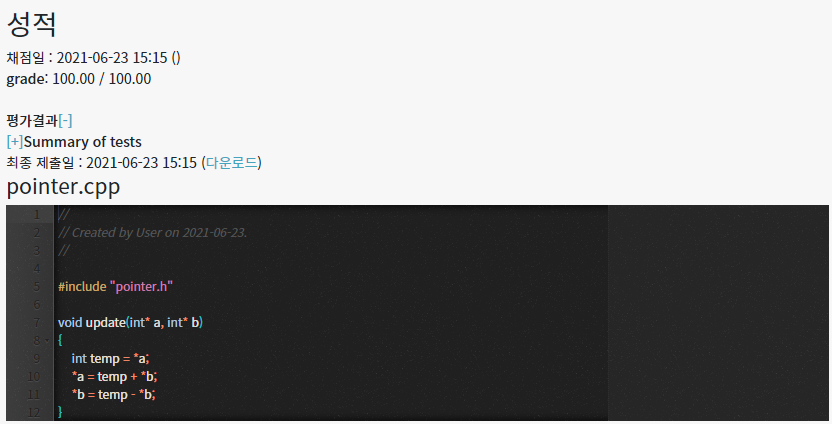 성적
채점일 : 2021-06-23 15:15 ()
grade: 100.00 / 100.00
평가결과[-]
[+]Summary of tests
최종 제출일 : 2021-06-23 15:15 (다운로드)
pointer.cpp
1 //
2 // Created by User on 2021-06-23.
3 //
4
5 #include "pointer.h"
6
7 void update(int* a, int* b)
8 {
9 int temp = *a;
10 *a = temp + *b;
11 *b = temp - *b;
12 }